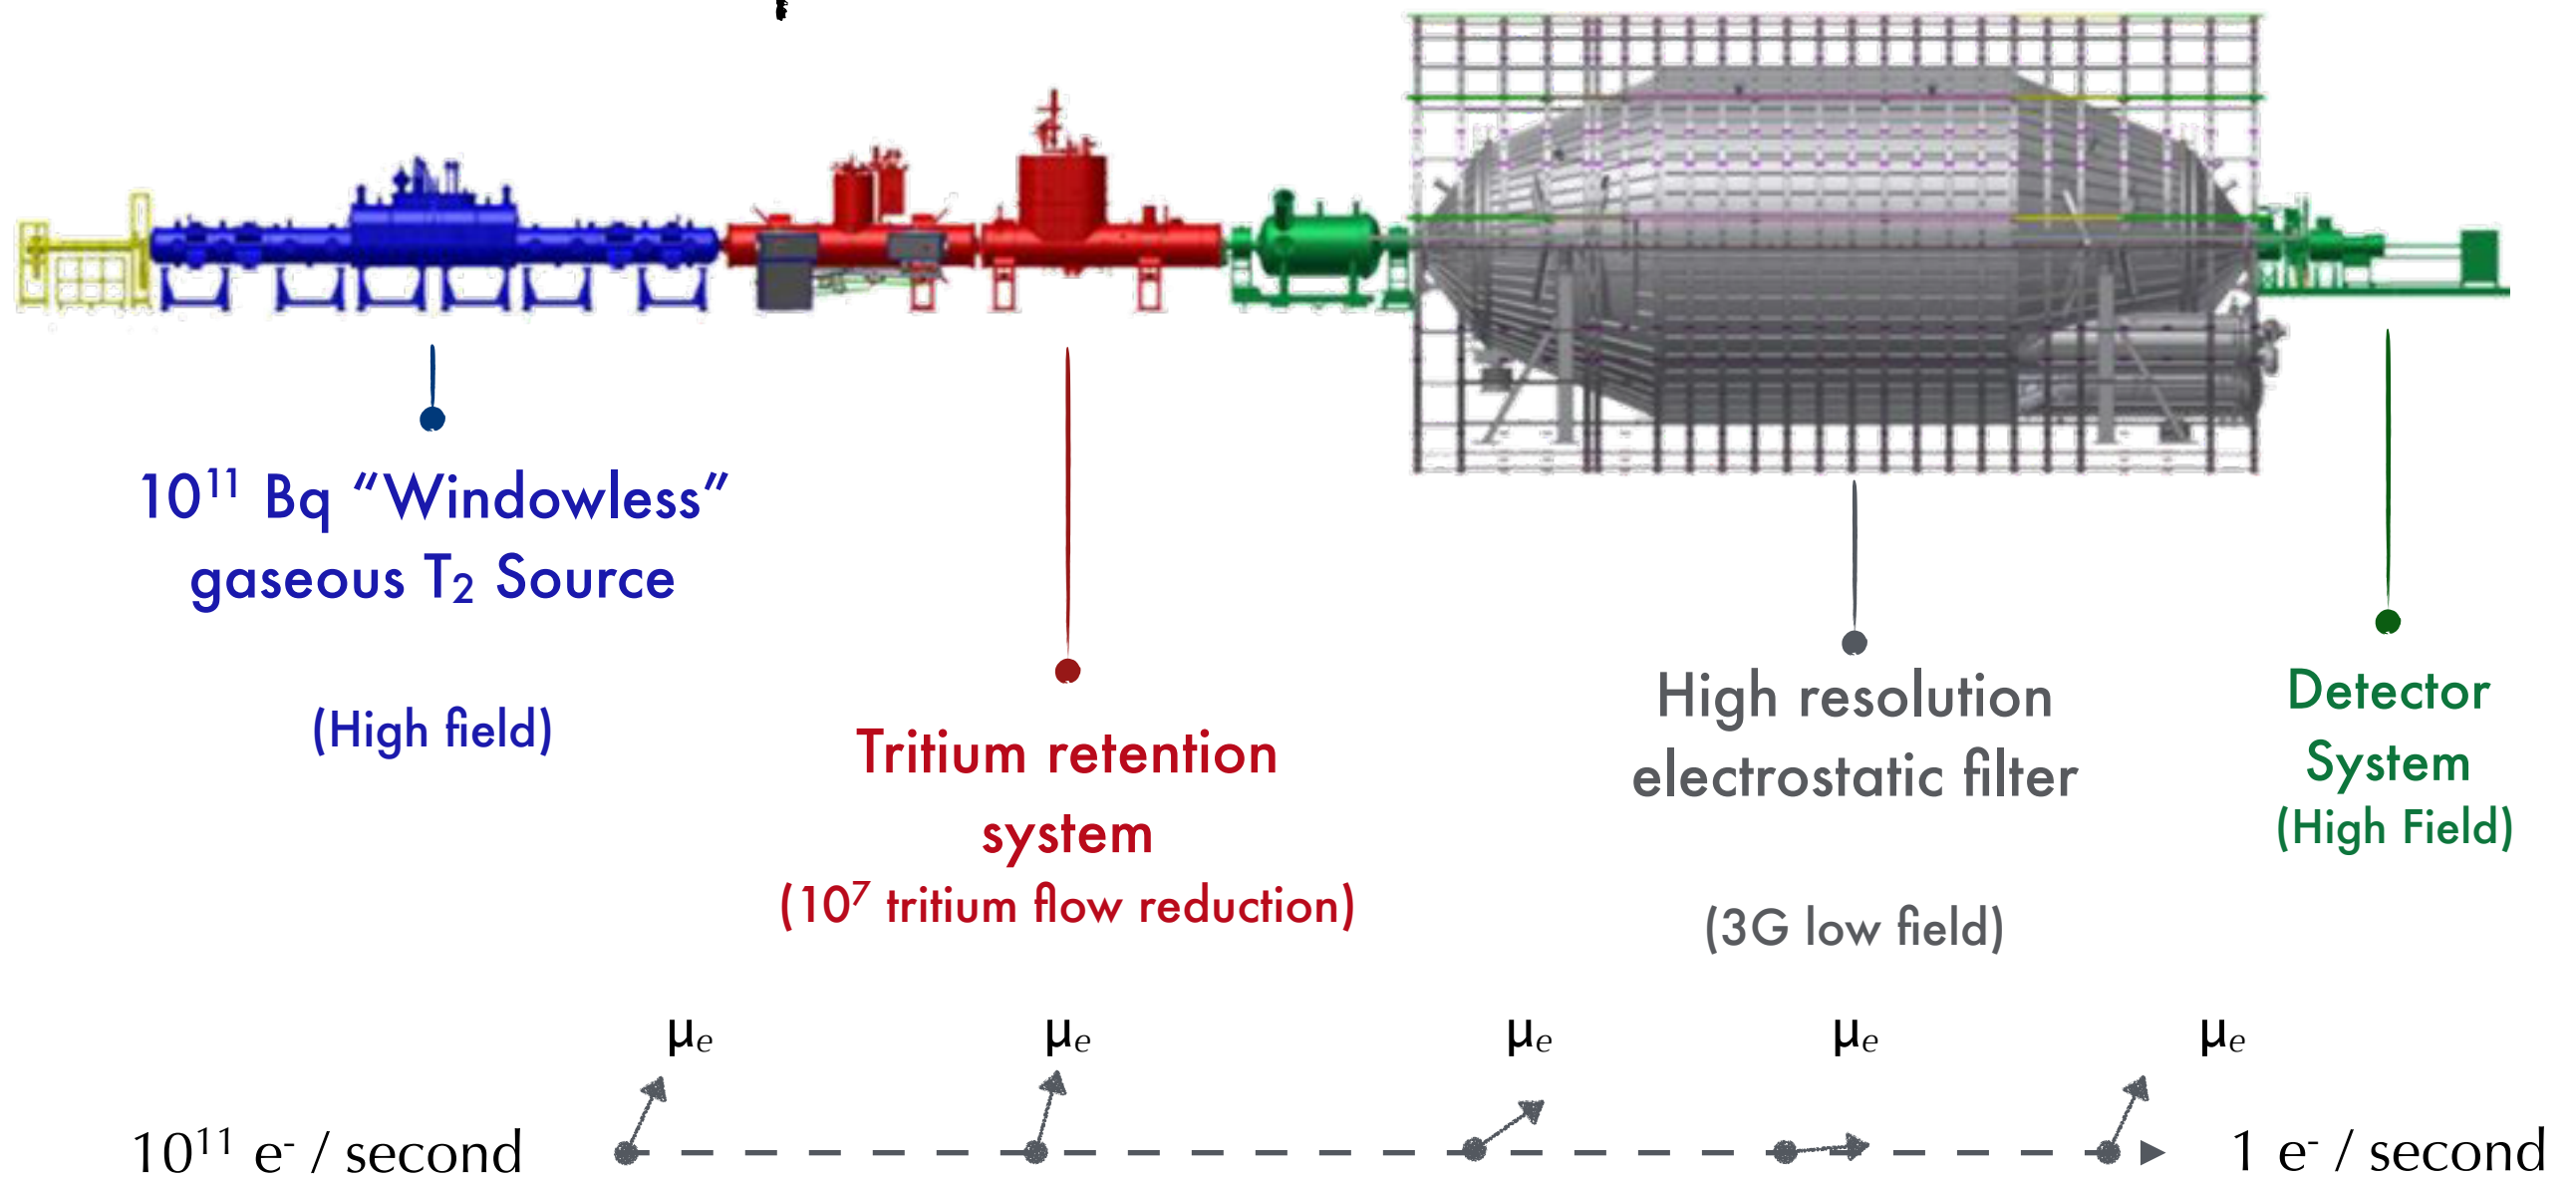 10¹¹ Bq “Windowless”
gaseous T₂ Source
(High field)
Tritium retention
system
(10⁷ tritium flow reduction)
High resolution
electrostatic filter
(3G low field)
Detector
System
(High Field)
μₑ μₑ μₑ μₑ μₑ
10¹¹ e⁻ / second 1 e⁻ / second